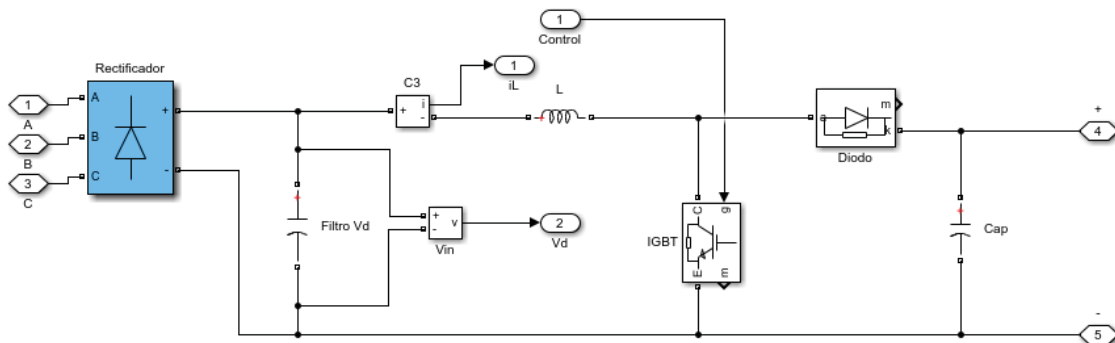 Rectificador
A
+
B
C
-
1
A
2
B
3
C
C3
+
i
-
1
iL
1
Control
L
Filtro Vd
+
-
v
Vin
2
Vd
IGBT
C
g
E
m
a
m
k
Diodo
Cap
+
4
-
5